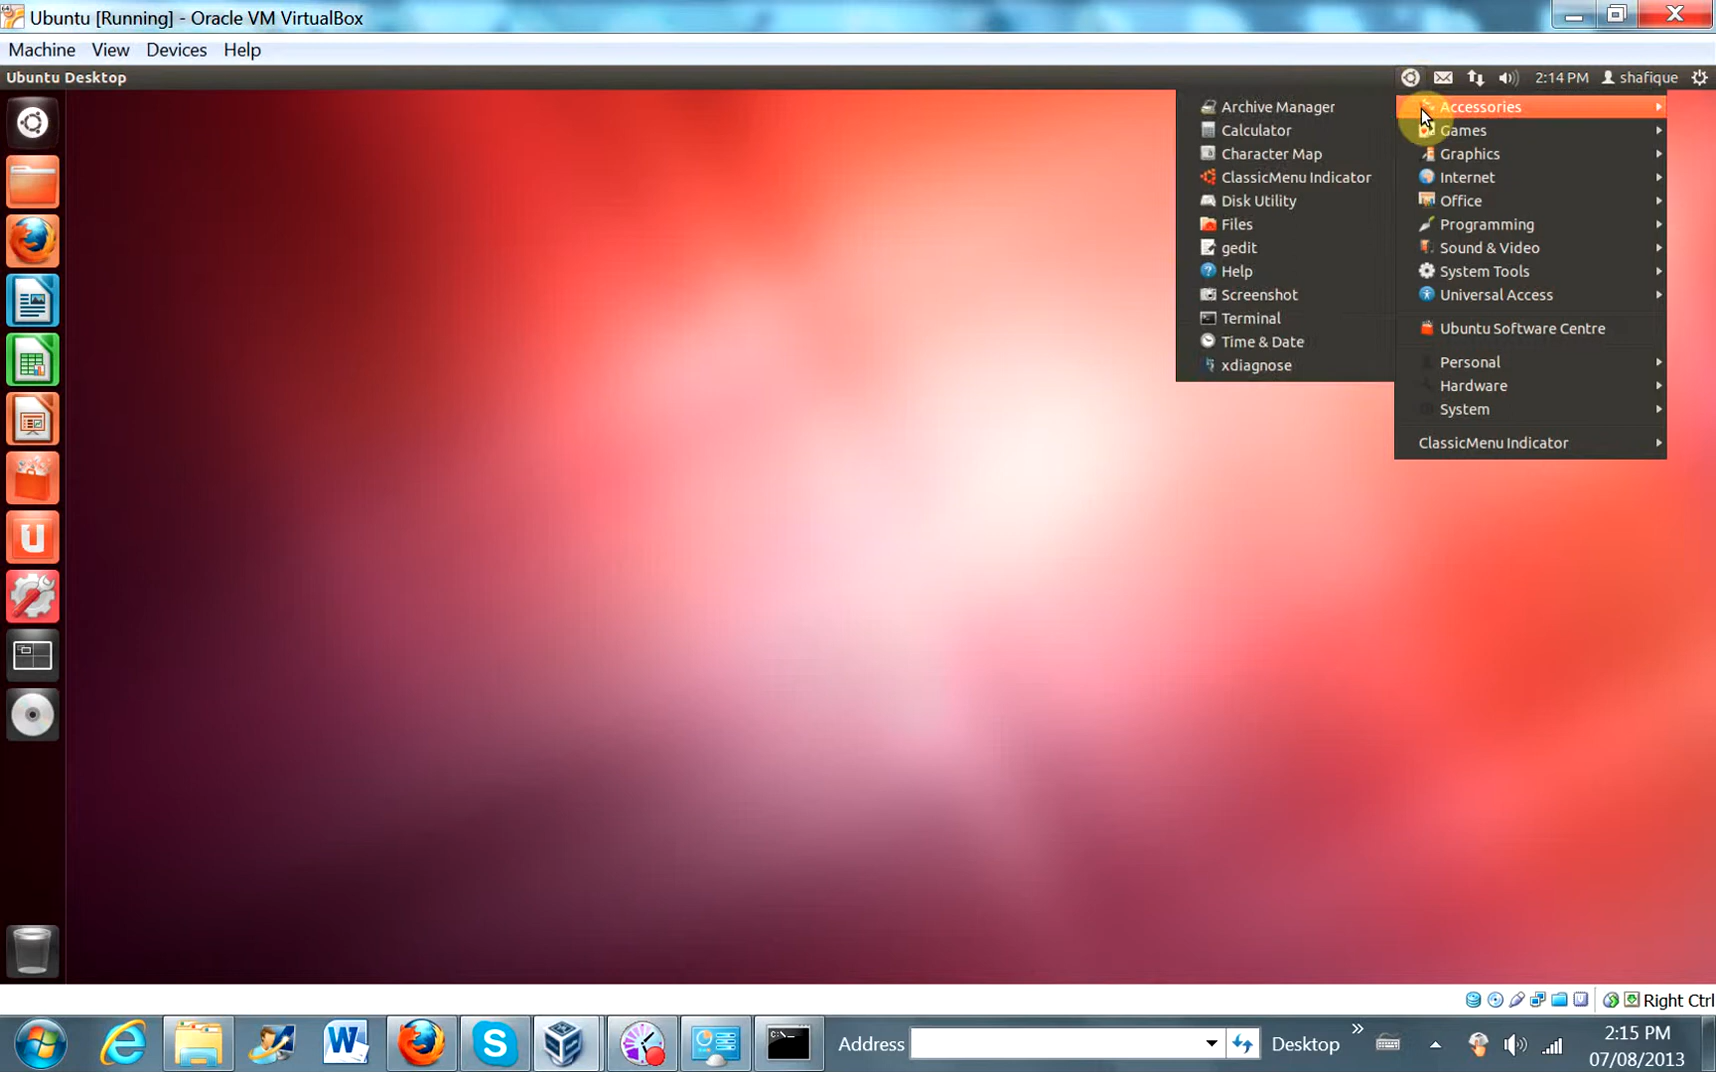 Ubuntu [Running] - Oracle VM VirtualBox
Machine View Devices Help
Ubuntu Desktop
2:14 PM shafique
Archive Manager
Calculator
Character Map
ClassicMenu Indicator
Disk Utility
Files
gedit
Help
Screenshot
Terminal
Time & Date
xdiagnose
Accessories
Games
Graphics
Internet
Office
Programming
Sound & Video
System Tools
Universal Access
Ubuntu Software Centre
Personal
Hardware
System
ClassicMenu Indicator
Right Ctrl
Address Desktop
2:15 PM
07/08/2013